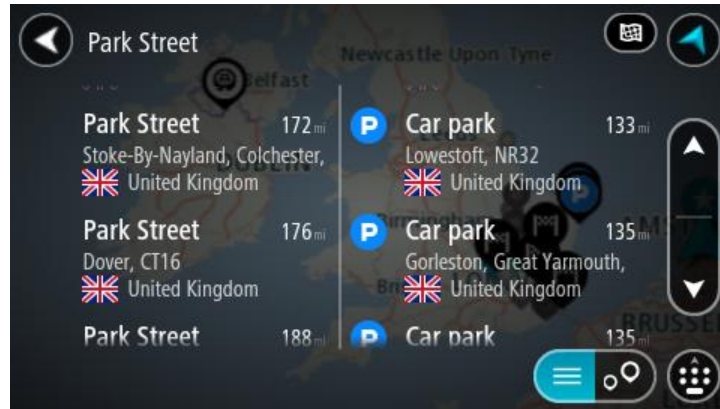 Park Street
Newcastle Upon Tyne
Belfast
Park Street 172 mi
Stoke-By-Nayland, Colchester,
United Kingdom
Park Street 176 mi
Dover, CT16
United Kingdom
Park Street 188 mi
P Car park 133 mi
Lowestoft, NR32
United Kingdom
P Car park 135 mi
Gorleston, Great Yarmouth,
United Kingdom
P Car park 135 mi
DUBLIN
Birmingham